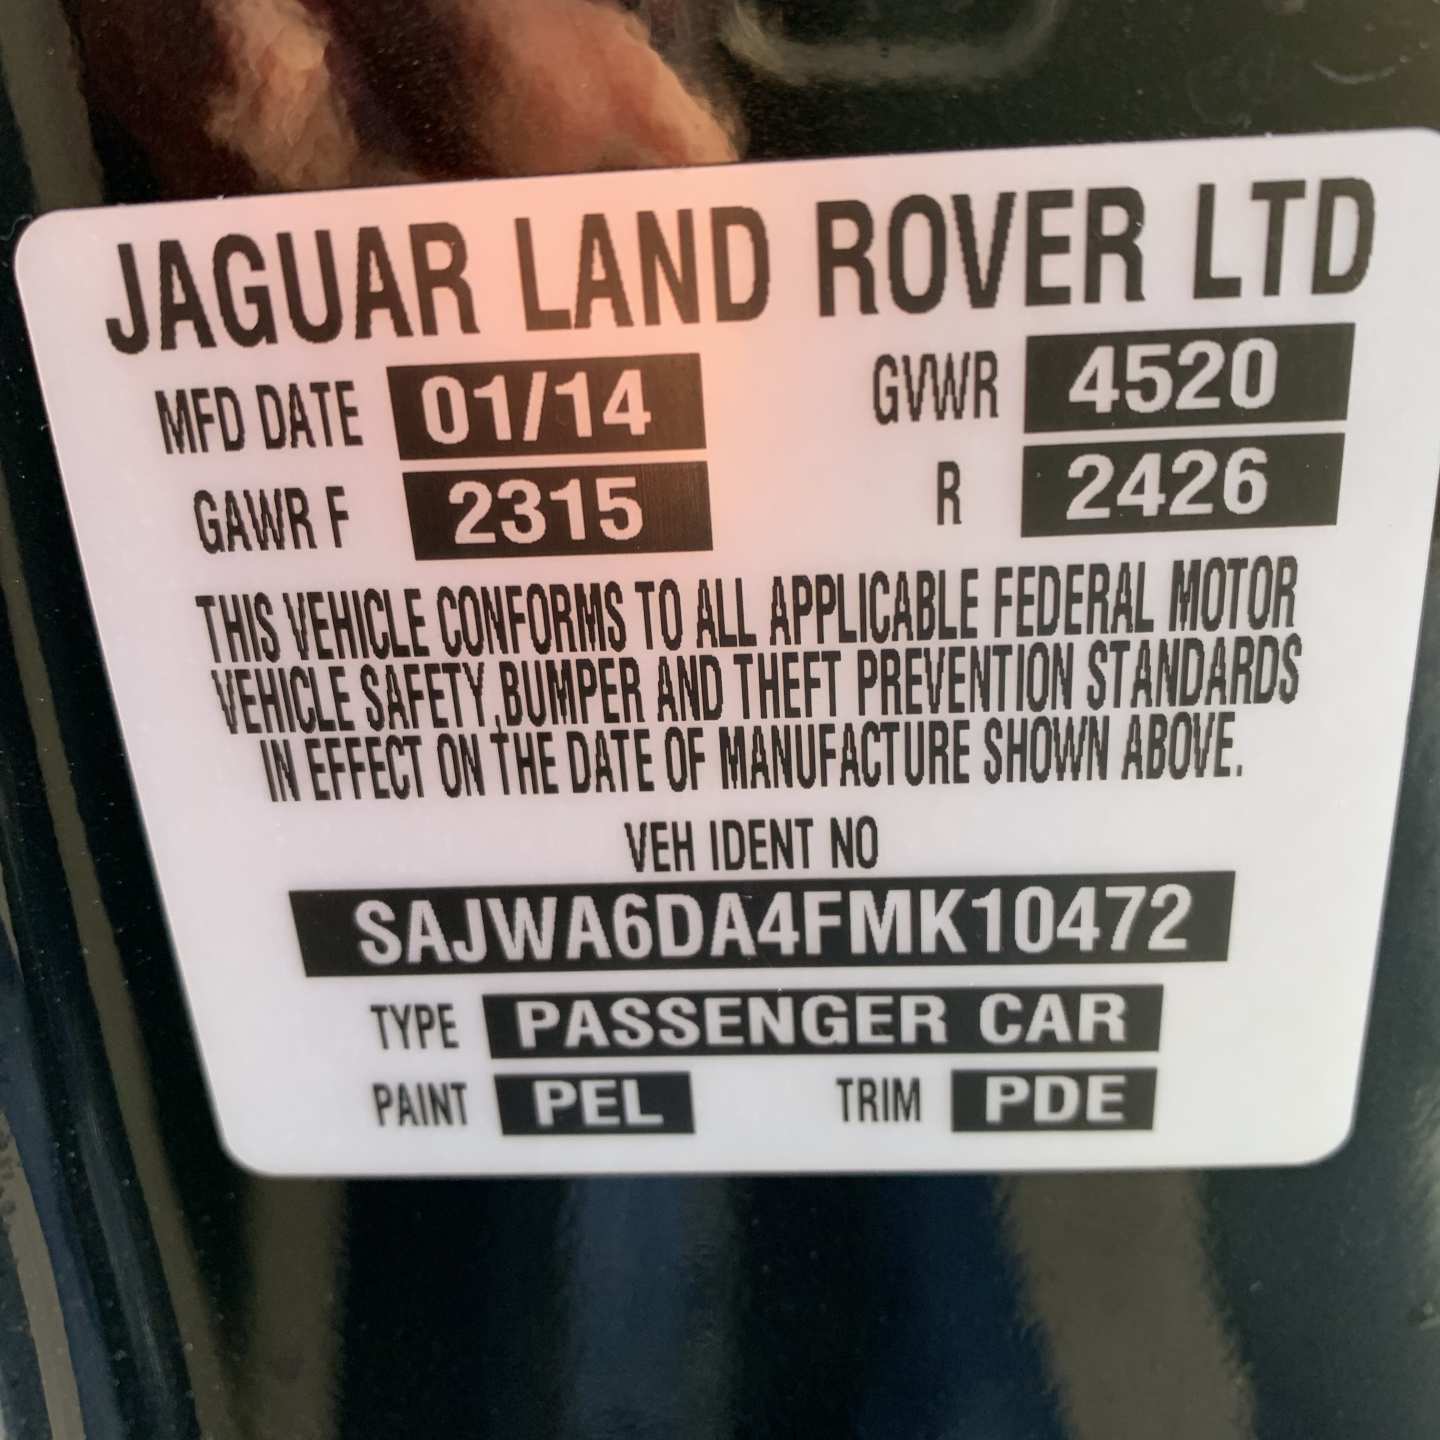 JAGUAR LAND ROVER LTD
MFD DATE 01/14 GVWR 4520
GAWR F 2315 R 2426
THIS VEHICLE CONFORMS TO ALL APPLICABLE FEDERAL MOTOR
VEHICLE SAFETY,BUMPER AND THEFT PREVENTION STANDARDS
IN EFFECT ON THE DATE OF MANUFACTURE SHOWN ABOVE.
VEH IDENT NO
SAJWA6DA4FMK10472
TYPE PASSENGER CAR
PAINT PEL TRIM PDE